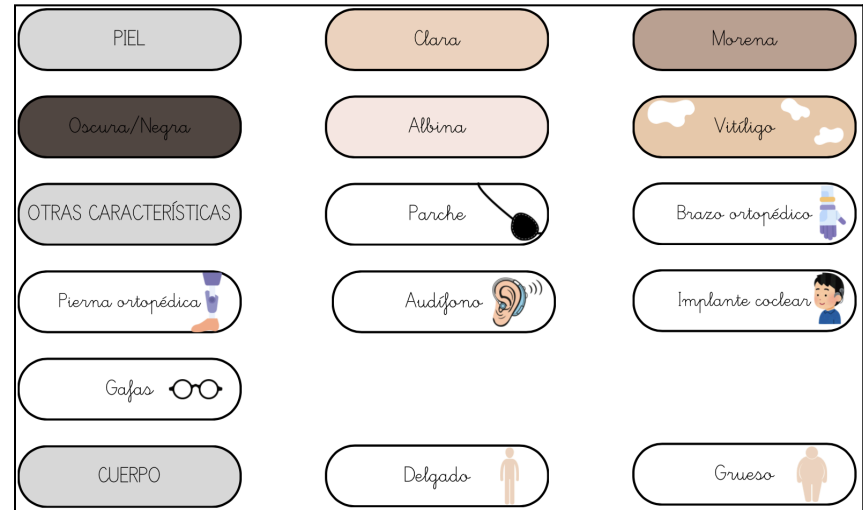 PIEL
Clara
Morena
Oscura/Negra
Albina
Vitíligo
OTRAS CARACTERÍSTICAS
Parche
Brazo ortopédico
Pierna ortopédica
Audífono
Implante coclear
Gafas
CUERPO
Delgado
Grueso